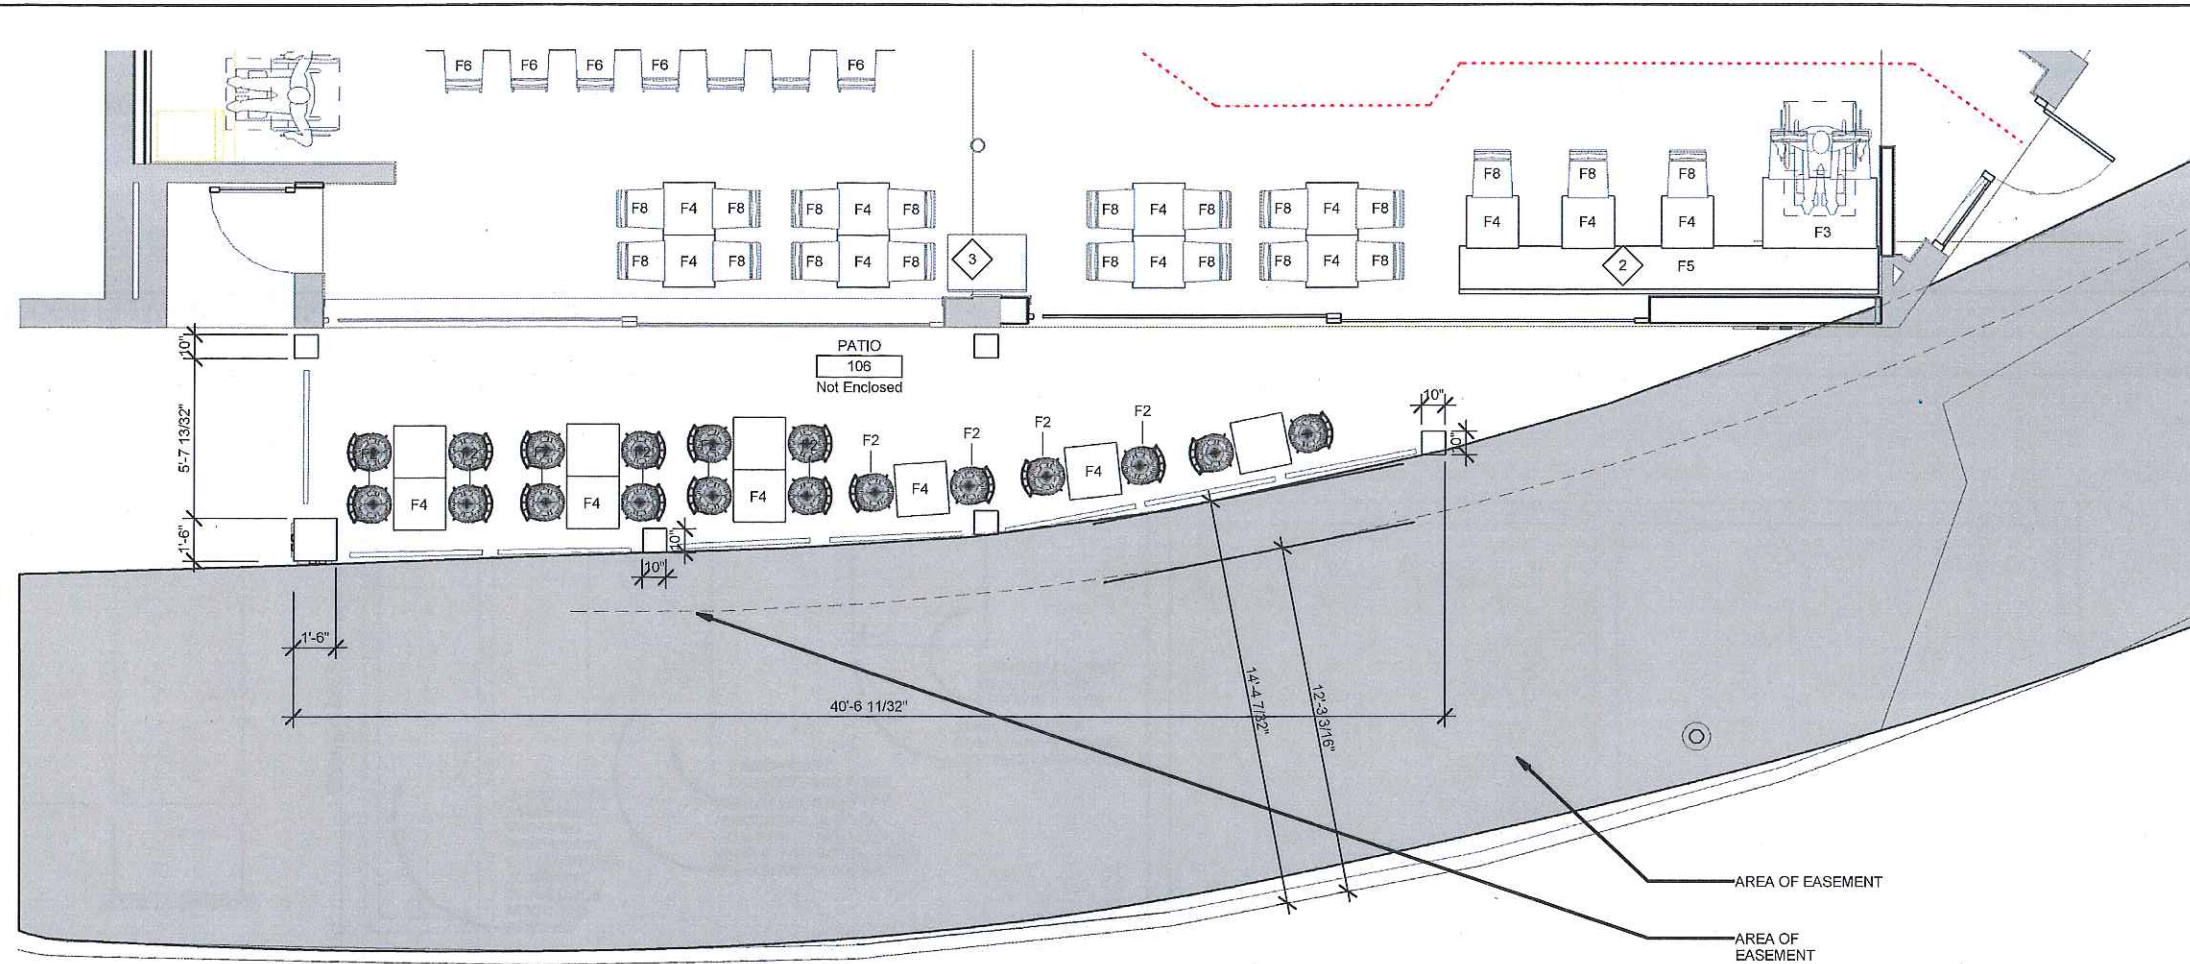 F6 F6 F6 F6 F6
F8 F8 F8
F4 F4 F4 F3
F8 F4 F8 F8 F4 F8 F8 F4 F8 F8 F4 F8
F8 F4 F8 F8 F4 F8 F8 F4 F8 F8 F4 F8
3
2 F5
10"
PATIO
106
Not Enclosed
5'-7 13/32"
10"
10"
F2 F2 F2 F2
F4 F4 F4 F4 F4
1'-6"
10"
10"
1'-6"
40'-6 11/32"
14'-4 7/32"
12'-3 3/16"
AREA OF EASEMENT
AREA OF
EASEMENT